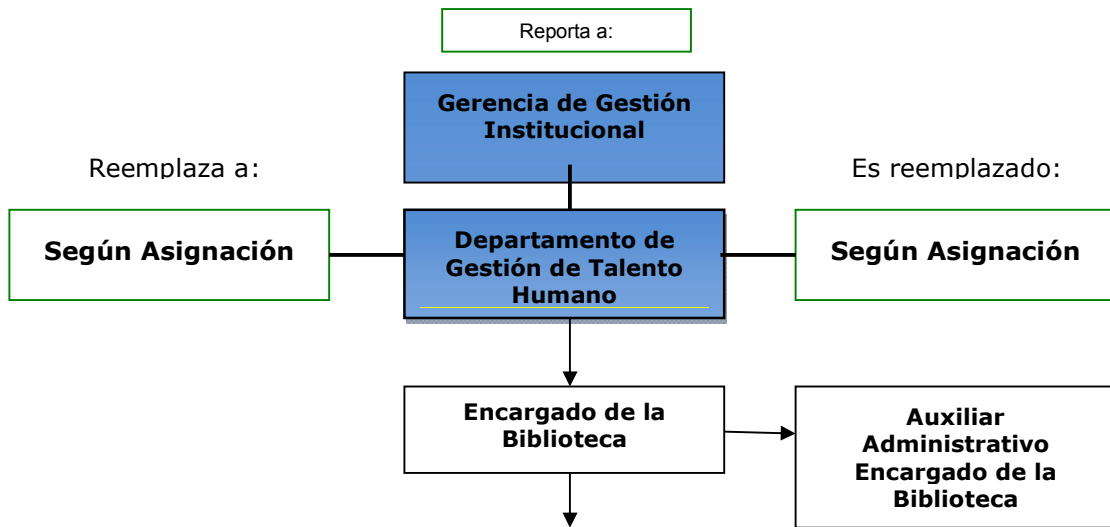 Reporta a:
Gerencia de Gestión
Institucional
Reemplaza a:
Es reemplazado:
Según Asignación
Departamento de
Gestión de Talento
Humano
Según Asignación
Encargado de la
Biblioteca
Auxiliar
Administrativo
Encargado de la
Biblioteca